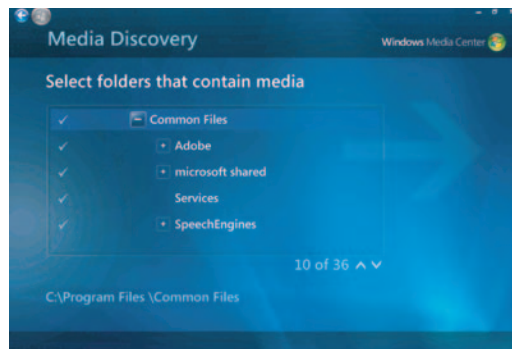 Media Discovery
Windows Media Center
Select folders that contain media
Common Files
Adobe
microsoft shared
Services
SpeechEngines
10 of 36
C:\Program Files \Common Files